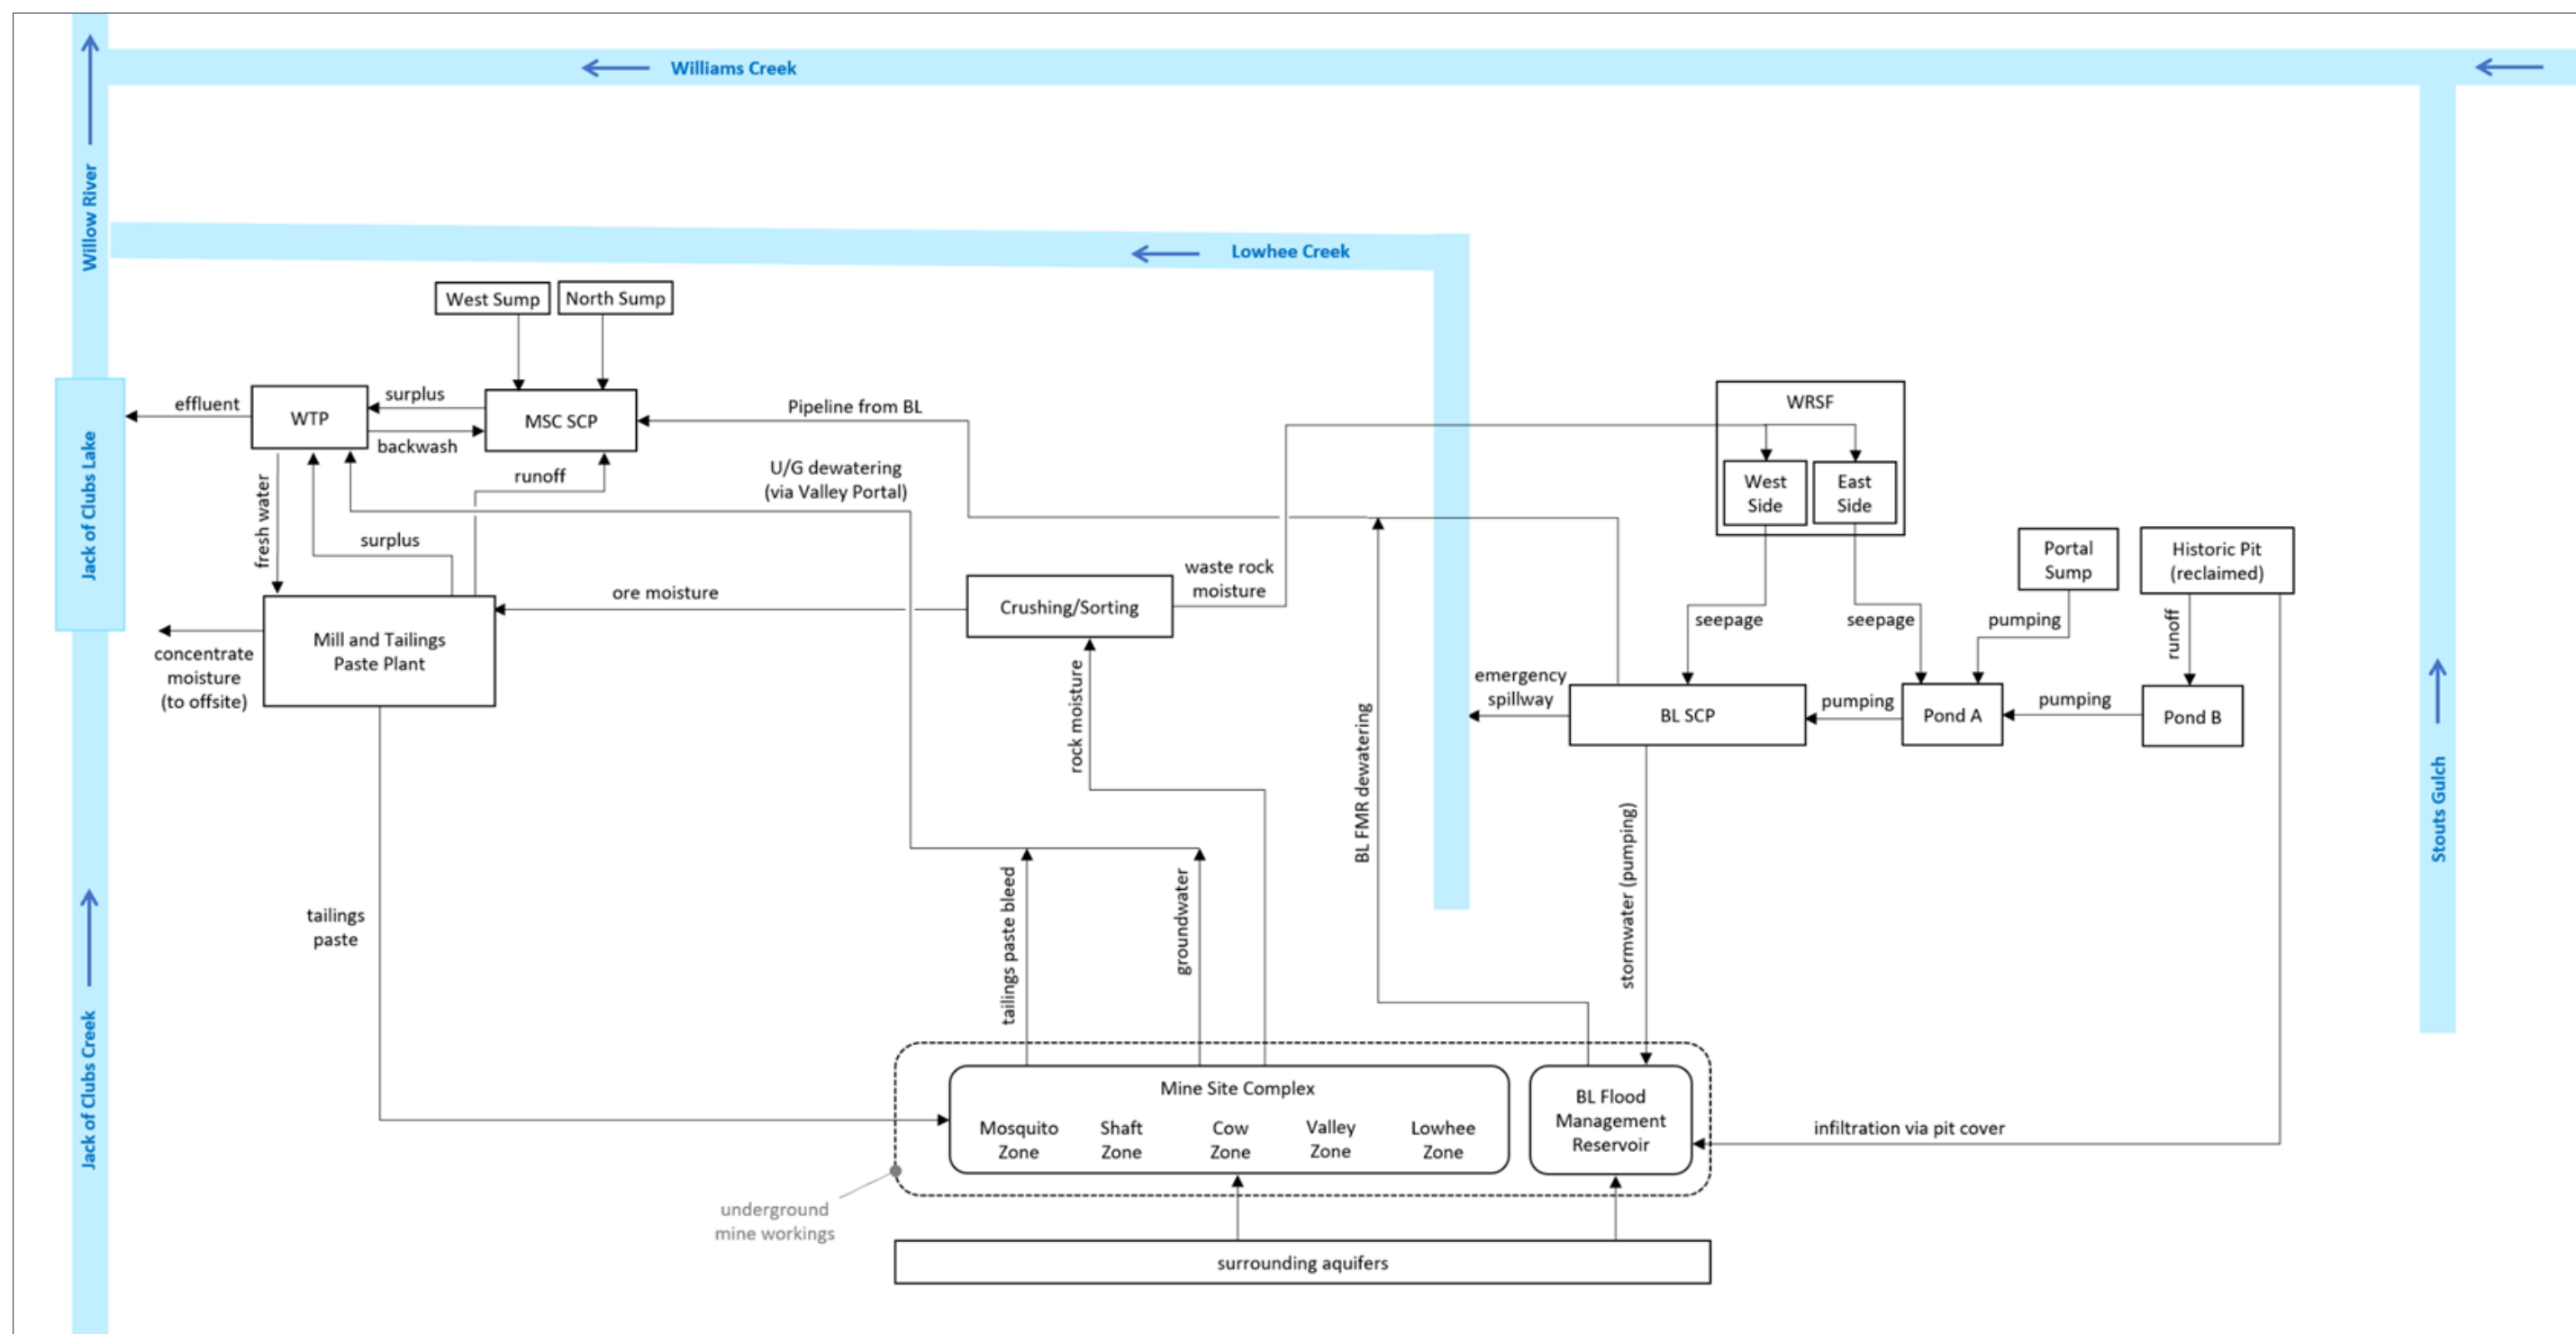 Williams Creek
Willow River
Lowhee Creek
West Sump
North Sump
WRSF
effluent
WTP
surplus
backwash
MSC SCP
Pipeline from BL
runoff
U/G dewatering
(via Valley Portal)
West
Side
East
Side
Jack of Clubs Lake
fresh water
surplus
Portal
Sump
Historic Pit
(reclaimed)
ore moisture
Crushing/Sorting
waste rock
moisture
seepage
seepage
pumping
runoff
Mill and Tailings
Paste Plant
concentrate
moisture
(to offsite)
rock moisture
emergency
spillway
BL SCP
pumping
Pond A
pumping
Pond B
BL FMR dewatering
stormwater (pumping)
Stouts Gulch
tailings
paste
tailings paste bleed
groundwater
Jack of Clubs Creek
Mine Site Complex
Mosquito
Zone
Shaft
Zone
Cow
Zone
Valley
Zone
Lowhee
Zone
BL Flood
Management
Reservoir
infiltration via pit cover
underground
mine workings
surrounding aquifers